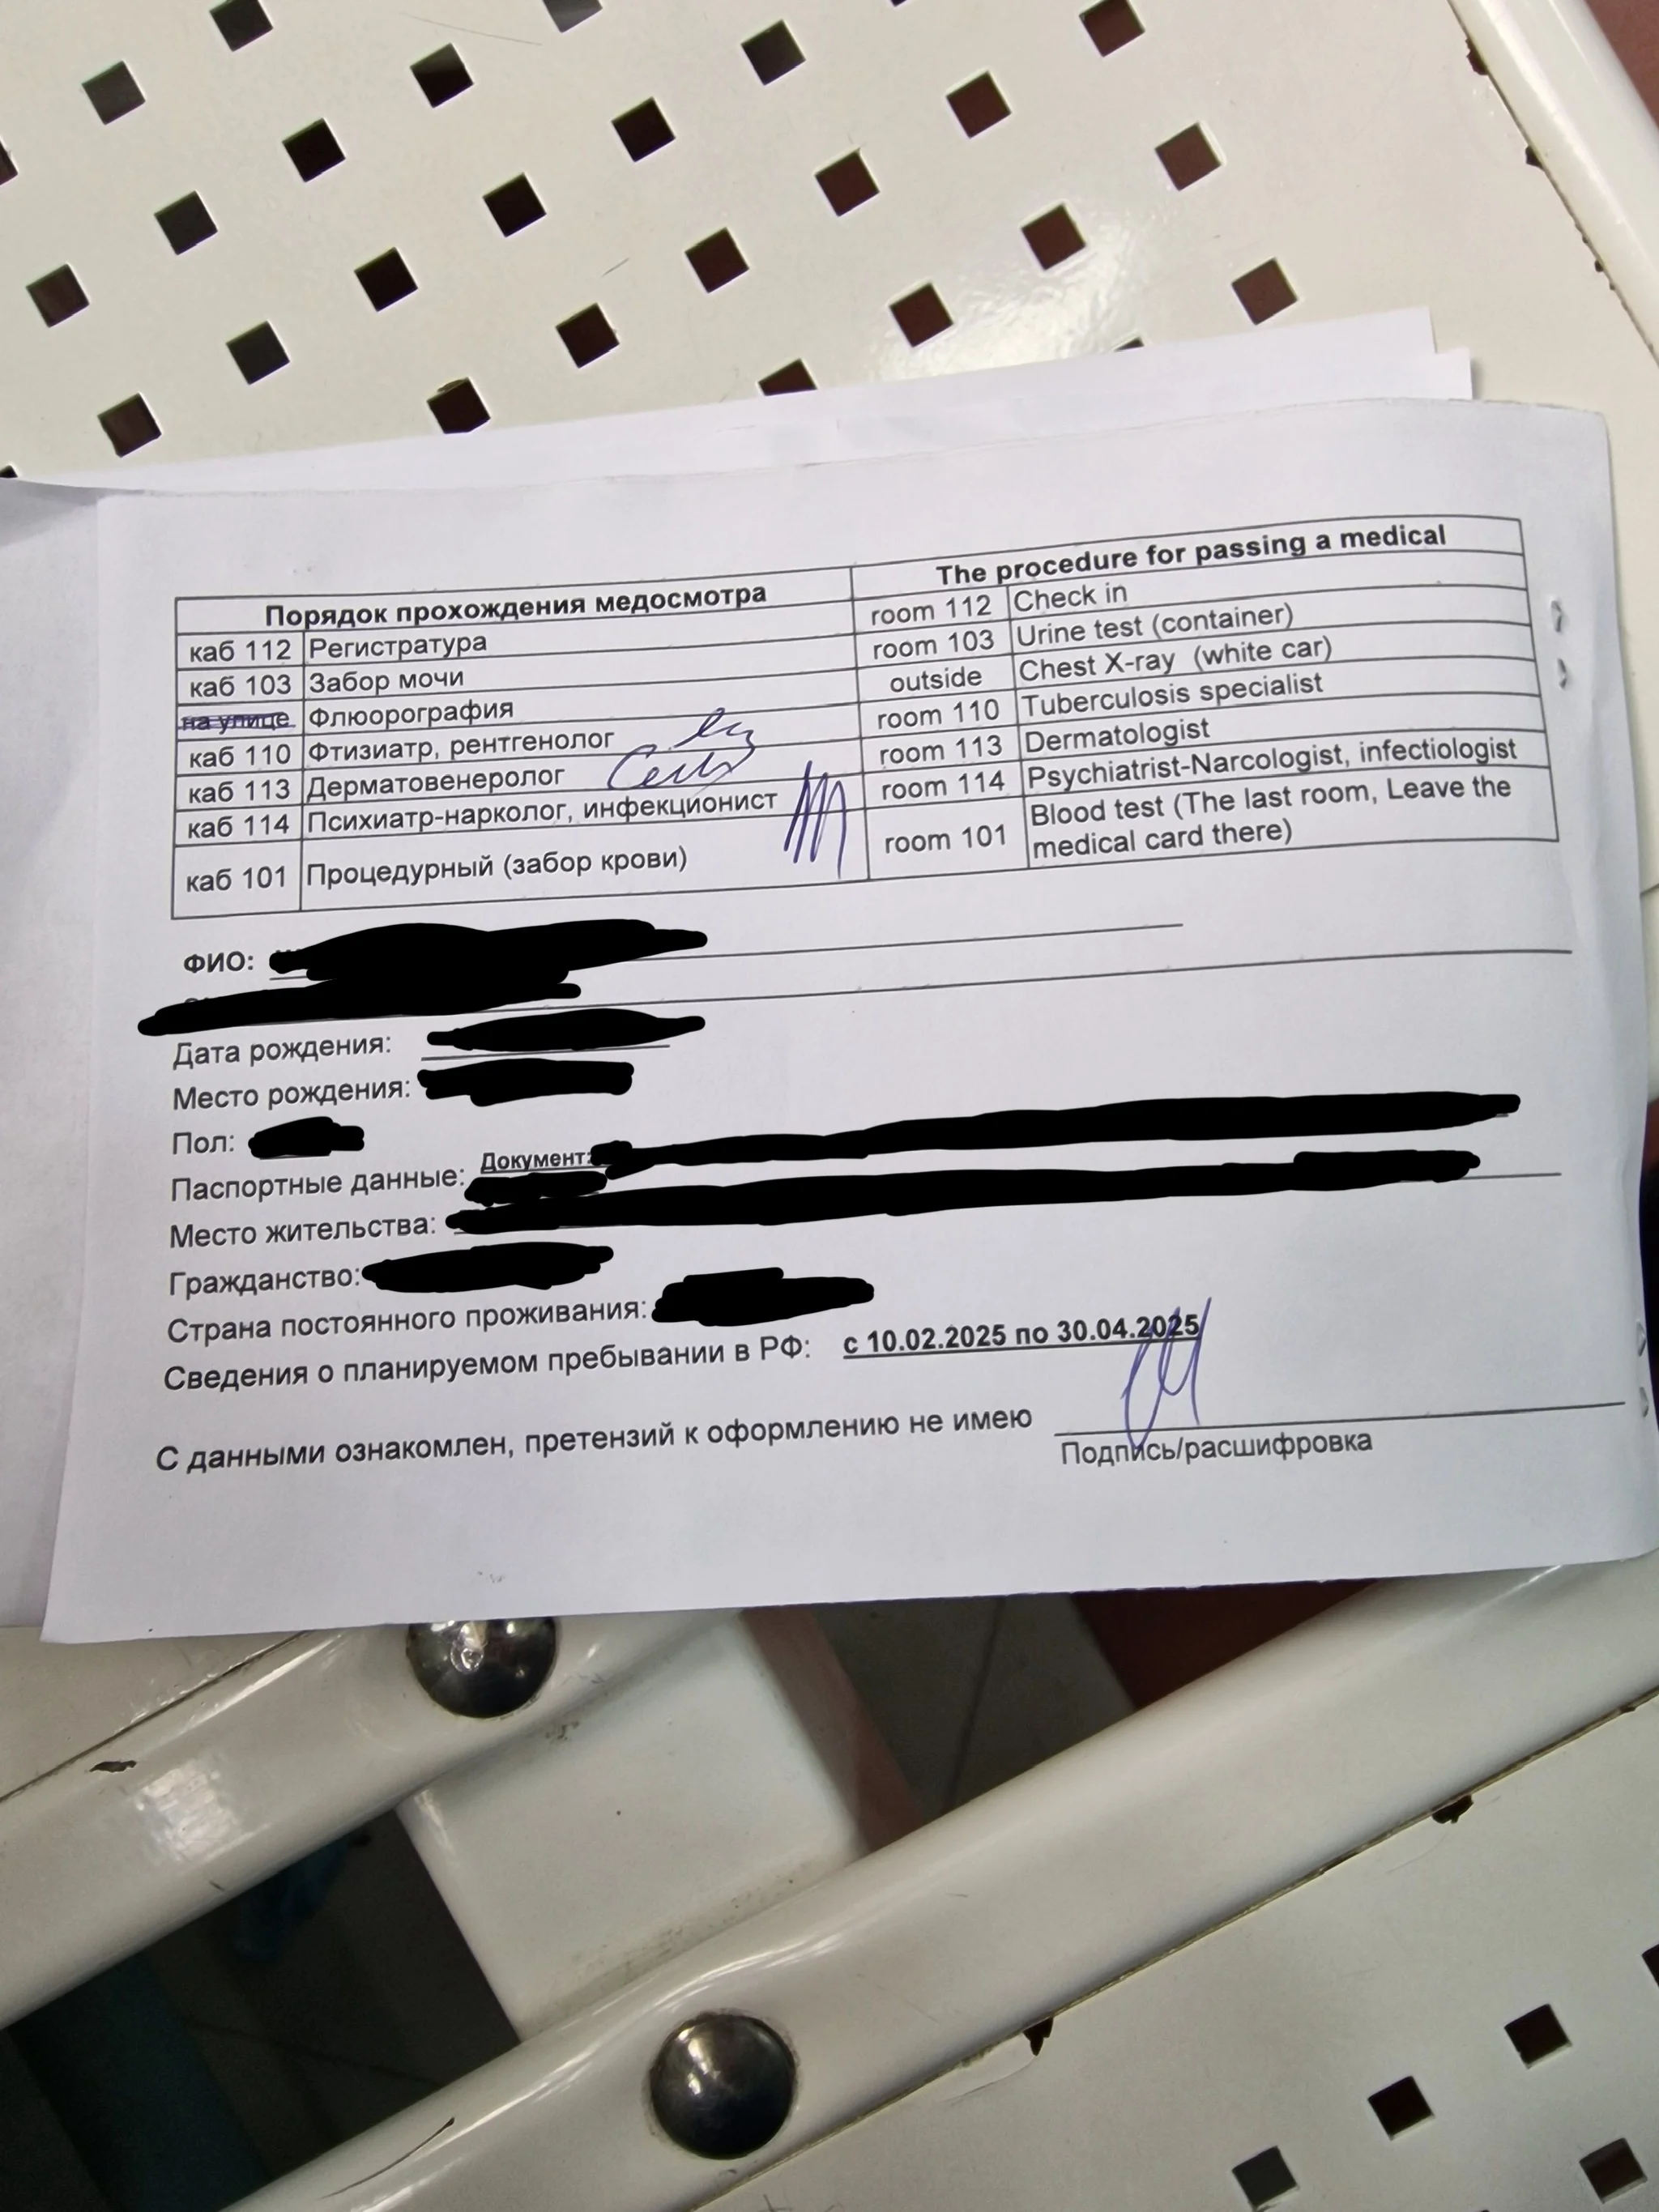 Порядок прохождения медосмотра | The procedure for passing a medical
каб 112 | Регистратура | room 112 | Check in
каб 103 | Забор мочи | room 103 | Urine test (container)
на улице | Флюорография | outside | Chest X-ray (white car)
каб 110 | Фтизиатр, рентгенолог | room 110 | Tuberculosis specialist
каб 113 | Дерматовенеролог | room 113 | Dermatologist
каб 114 | Психиатр-нарколог, инфекционист | room 114 | Psychiatrist-Narcologist, infectiologist
каб 101 | Процедурный (забор крови) | room 101 | Blood test (The last room, Leave the
medical card there)
ФИО:
Дата рождения:
Место рождения:
Пол:
Паспортные данные: Документ:
Место жительства:
Гражданство:
Страна постоянного проживания:
Сведения о планируемом пребывании в РФ: с 10.02.2025 по 30.04.2025
С данными ознакомлен, претензий к оформлению не имею
Подпись/расшифровка